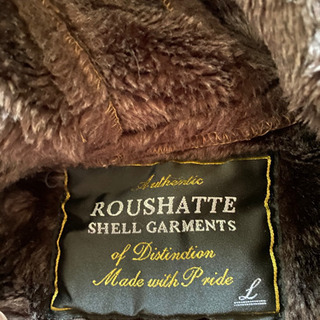 Authentic
ROUSHATTE
SHELL GARMENTS
of Distinction
Made with Pride
L